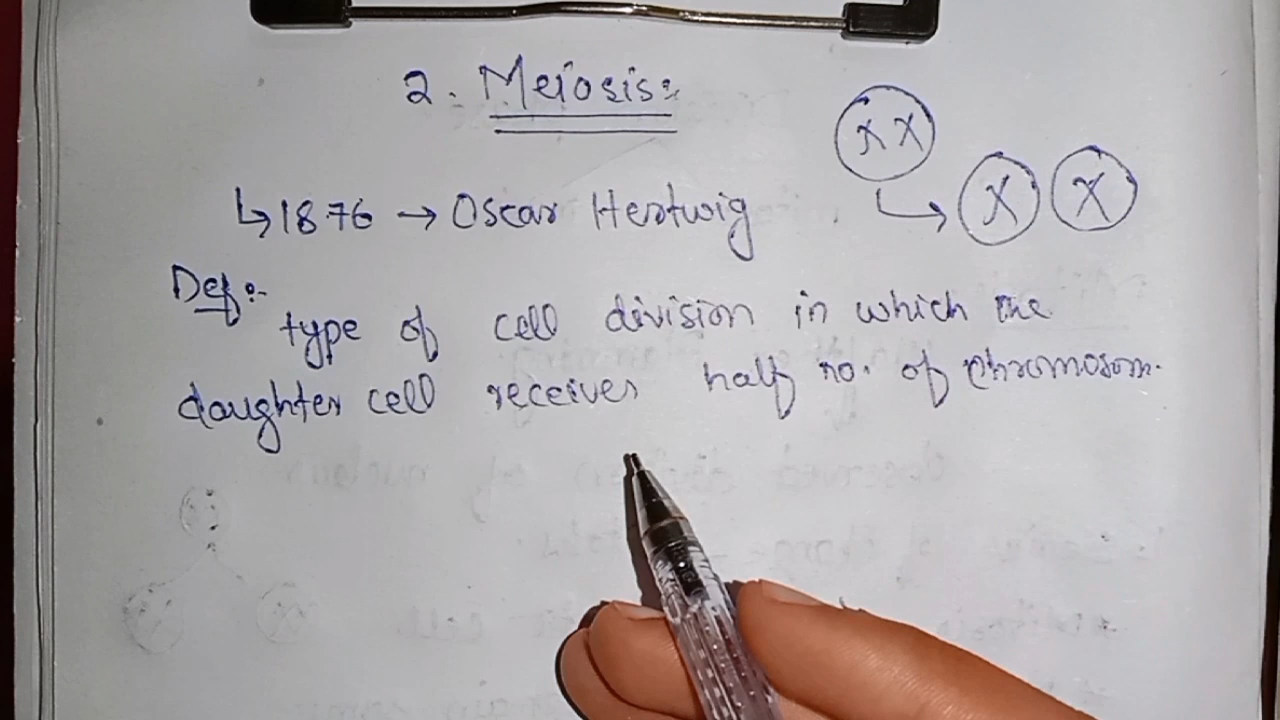 2. Meiosis:
X X
X X
↳ 1876 → Oscar Hertwig
Def:-
type of cell division in which the
daughter cell receives half no. of chromosom.